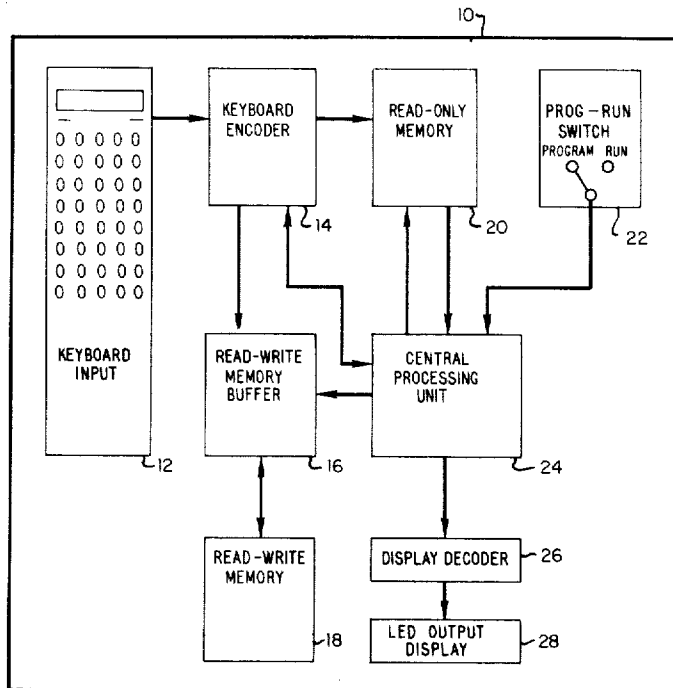 10
KEYBOARD
ENCODER
READ-ONLY
MEMORY
PROG-RUN
SWITCH
PROGRAM RUN
14
20
22
KEYBOARD
INPUT
READ-WRITE
MEMORY
BUFFER
CENTRAL
PROCESSING
UNIT
12
16
24
READ-WRITE
MEMORY
DISPLAY DECODER
26
18
LED OUTPUT
DISPLAY
28